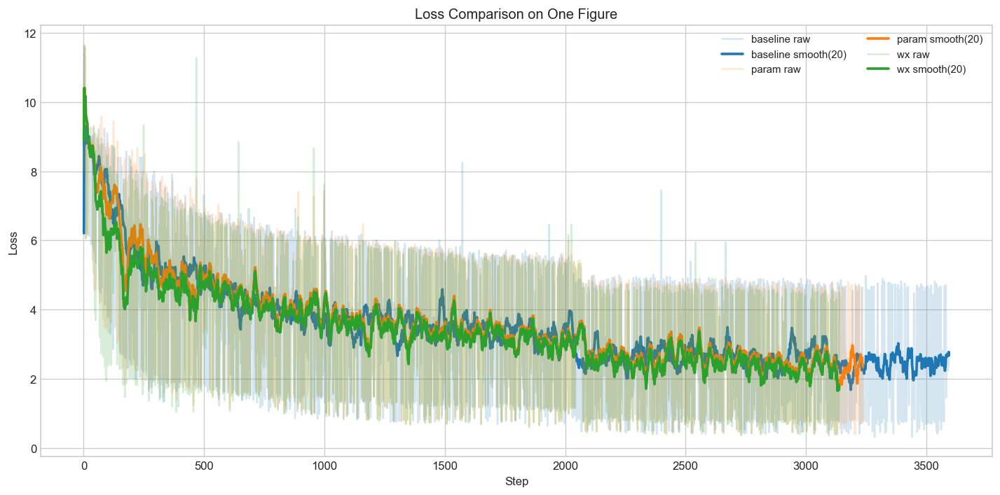 Loss Comparison on One Figure
baseline raw
baseline smooth(20)
param raw
param smooth(20)
wx raw
wx smooth(20)
Loss
12
10
8
6
4
2
0
0 500 1000 1500 2000 2500 3000 3500
Step